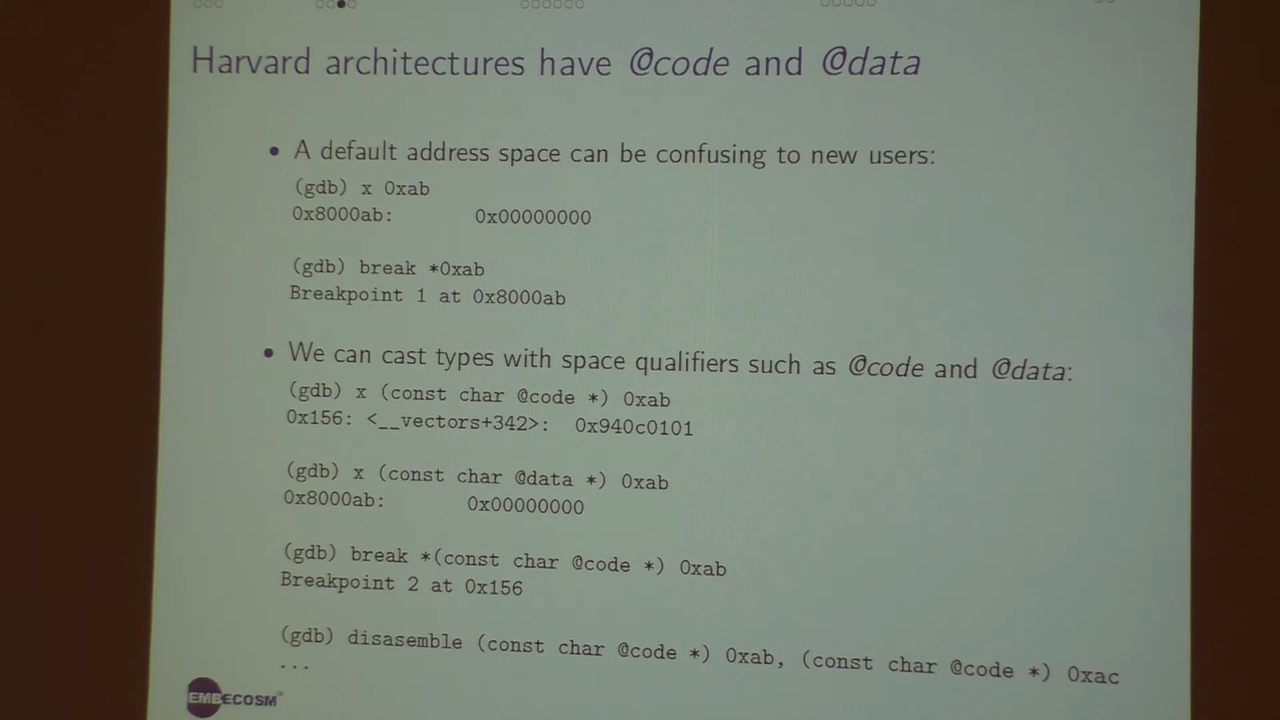 Harvard architectures have @code and @data
• A default address space can be confusing to new users:
(gdb) x 0xab
0x8000ab: 0x00000000
(gdb) break *0xab
Breakpoint 1 at 0x8000ab
• We can cast types with space qualifiers such as @code and @data:
(gdb) x (const char @code *) 0xab
0x156: <__vectors+342>: 0x940c0101
(gdb) x (const char @data *) 0xab
0x8000ab: 0x00000000
(gdb) break *(const char @code *) 0xab
Breakpoint 2 at 0x156
(gdb) disasemble (const char @code *) 0xab, (const char @code *) 0xac
...
EMBECOSM